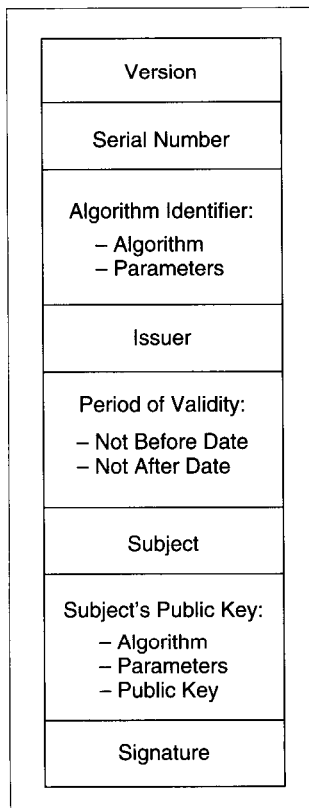 Version
Serial Number
Algorithm Identifier:
– Algorithm
– Parameters
Issuer
Period of Validity:
– Not Before Date
– Not After Date
Subject
Subject's Public Key:
– Algorithm
– Parameters
– Public Key
Signature